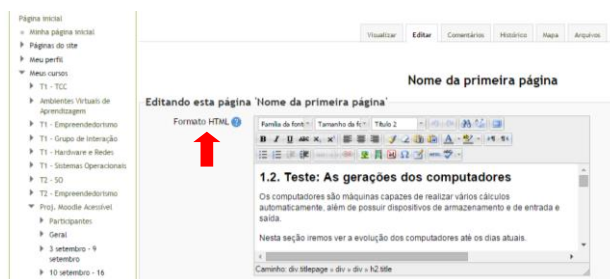 Página inicial
Minha página inicial
Páginas do site
Meu perfil
Meus cursos
T1 - TCC
Ambientes Virtuais de
Aprendizagem
T1 - Empreendedorismo
T1 - Grupo de interação
T1 - Hardware e Redes
T1 - Sistemas Operacionais
T2 - SO
T2 - Empreendedorismo
Proj. Moodle Acessível
Participantes
Geral
3 setembro - 9
setembro
10 setembro - 16
Visualizar Editar Comentários Histórico Mapa Arquivos
Nome da primeira página
Editando esta página 'Nome da primeira página'
Formato HTML
Família da font Tamanho da f Título 2
1.2. Teste: As gerações dos computadores
Os computadores são máquinas capazes de realizar vários cálculos
automaticamente, além de possuir dispositivos de armazenamento e de entrada e
saída.
Nesta seção iremos ver a evolução dos computadores até os dias atuais.
Caminho: div.titlepage » div » div » h2.title